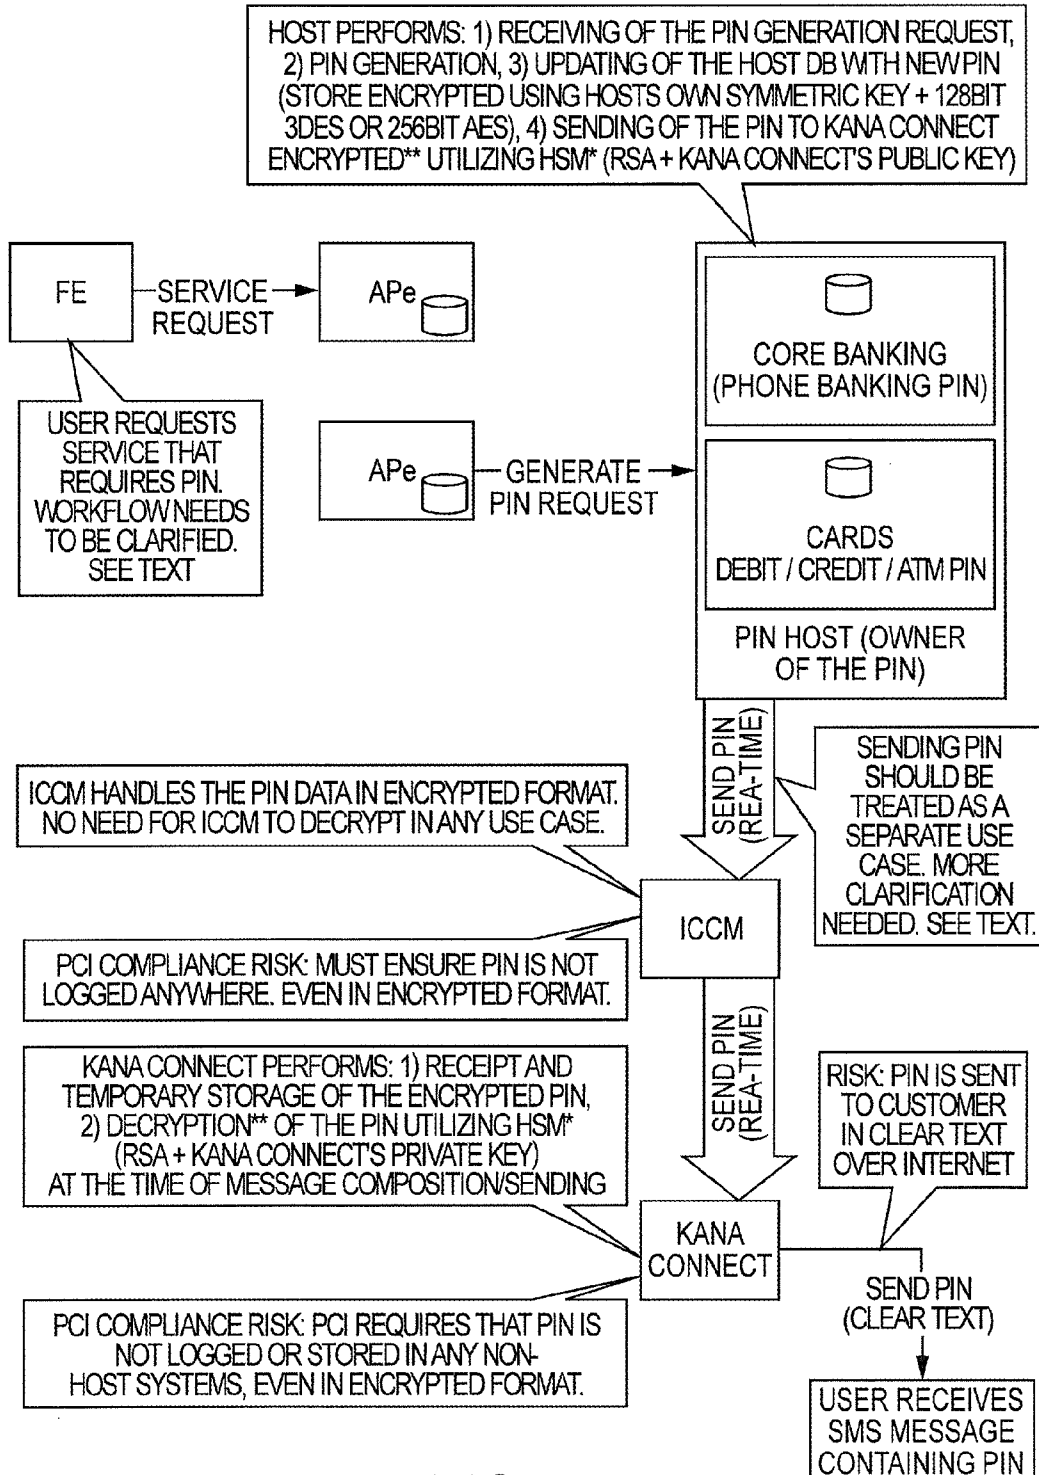 HOST PERFORMS: 1) RECEIVING OF THE PIN GENERATION REQUEST,
2) PIN GENERATION, 3) UPDATING OF THE HOST DB WITH NEW PIN
(STORE ENCRYPTED USING HOSTS OWN SYMMETRIC KEY + 128BIT
3DES OR 256BIT AES), 4) SENDING OF THE PIN TO KANA CONNECT
ENCRYPTED** UTILIZING HSM* (RSA + KANA CONNECT'S PUBLIC KEY)
FE
SERVICE
REQUEST
APe
CORE BANKING
(PHONE BANKING PIN)
USER REQUESTS
SERVICE THAT
REQUIRES PIN.
WORKFLOW NEEDS
TO BE CLARIFIED.
SEE TEXT
APe
GENERATE
PIN REQUEST
CARDS
DEBIT / CREDIT / ATM PIN
PIN HOST (OWNER
OF THE PIN)
SEND PIN
(REA-TIME)
SENDING PIN
SHOULD BE
TREATED AS A
SEPARATE USE
CASE. MORE
CLARIFICATION
NEEDED. SEE TEXT.
ICCM HANDLES THE PIN DATA IN ENCRYPTED FORMAT.
NO NEED FOR ICCM TO DECRYPT IN ANY USE CASE.
ICCM
PCI COMPLIANCE RISK: MUST ENSURE PIN IS NOT
LOGGED ANYWHERE. EVEN IN ENCRYPTED FORMAT.
SEND PIN
(REA-TIME)
KANA CONNECT PERFORMS: 1) RECEIPT AND
TEMPORARY STORAGE OF THE ENCRYPTED PIN,
2) DECRYPTION** OF THE PIN UTILIZING HSM*
(RSA + KANA CONNECT'S PRIVATE KEY)
AT THE TIME OF MESSAGE COMPOSITION/SENDING
RISK: PIN IS SENT
TO CUSTOMER
IN CLEAR TEXT
OVER INTERNET
KANA
CONNECT
SEND PIN
(CLEAR TEXT)
PCI COMPLIANCE RISK: PCI REQUIRES THAT PIN IS
NOT LOGGED OR STORED IN ANY NON-
HOST SYSTEMS, EVEN IN ENCRYPTED FORMAT.
USER RECEIVES
SMS MESSAGE
CONTAINING PIN